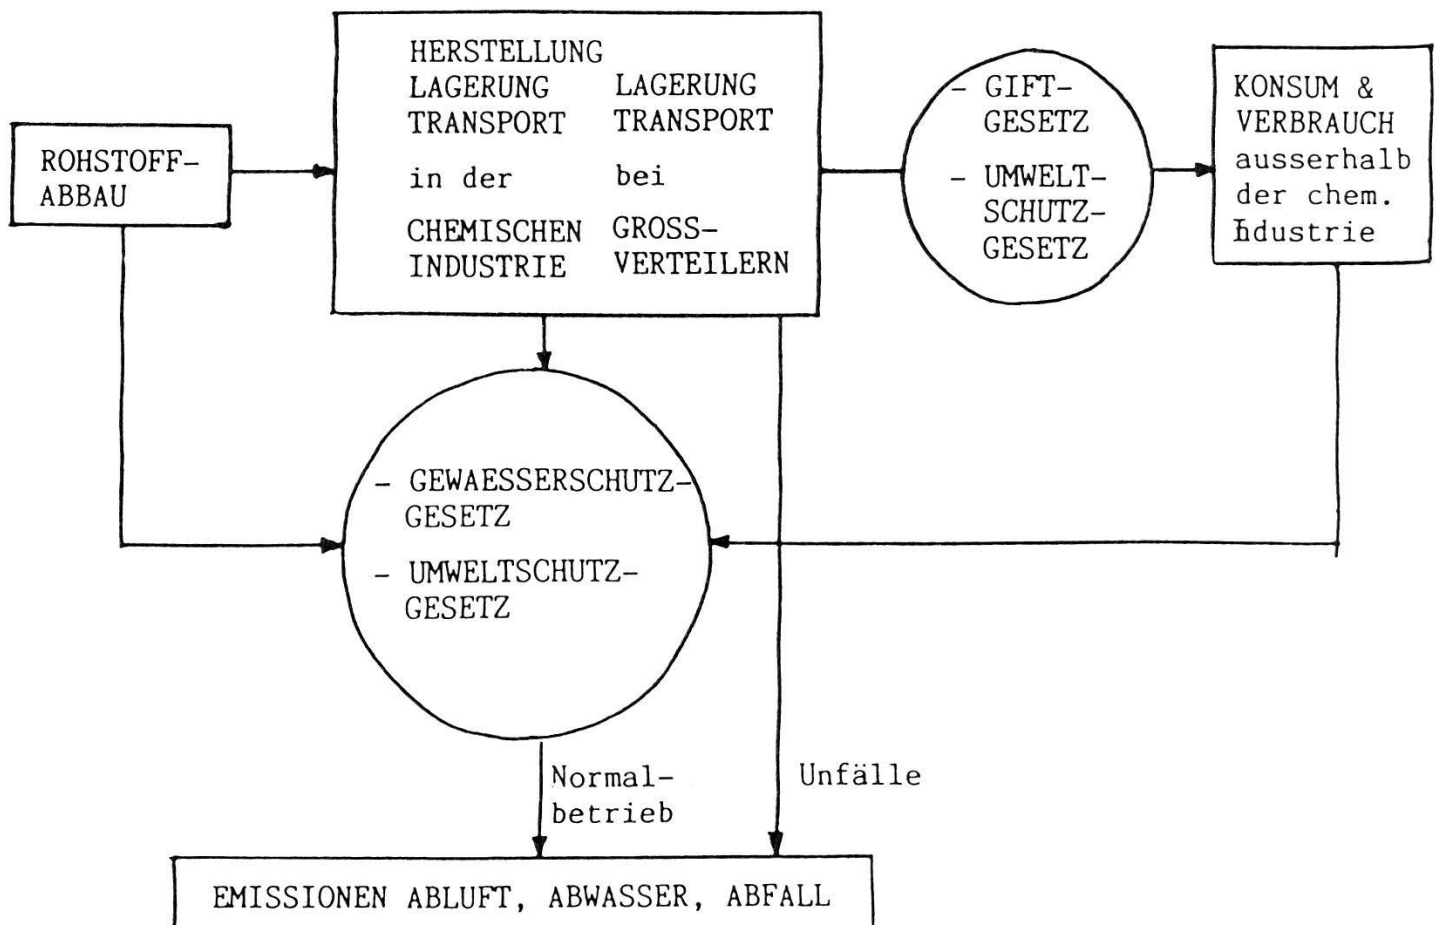 ROHSTOFF-
ABBAU
HERSTELLUNG
LAGERUNG
TRANSPORT
in der
CHEMISCHEN
INDUSTRIE
LAGERUNG
TRANSPORT
bei
GROSS-
VERTEILERN
- GIFT-
GESETZ
- UMWELT-
SCHUTZ-
GESETZ
KONSUM &
VERBRAUCH
ausserhalb
der chem.
Industrie
- GEWAESSERSCHUTZ-
GESETZ
- UMWELTSCHUTZ-
GESETZ
Normal-
betrieb
Unfälle
EMISSIONEN ABLUFT, ABWASSER, ABFALL